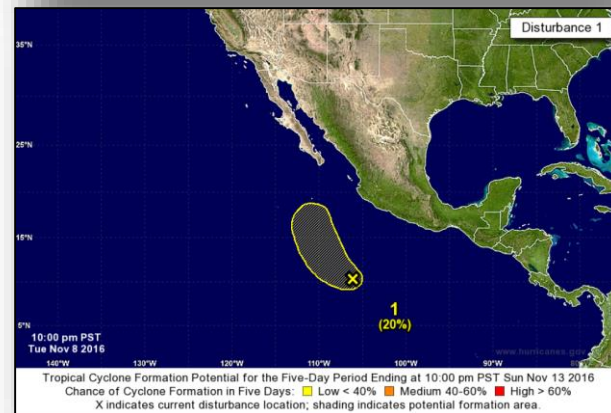 Disturbance 1
35°N
25°N
15°N
5°N
1
(20%)
10:00 pm PST
Tue Nov 8 2016
www.hurricanes.gov
140°W 130°W 120°W 110°W 100°W 90°W
Tropical Cyclone Formation Potential for the Five-Day Period Ending at 10:00 pm PST Sun Nov 13 2016
Chance of Cyclone Formation in Five Days: Low < 40% Medium 40-60% High > 60%
X indicates current disturbance location; shading indicates potential formation area.